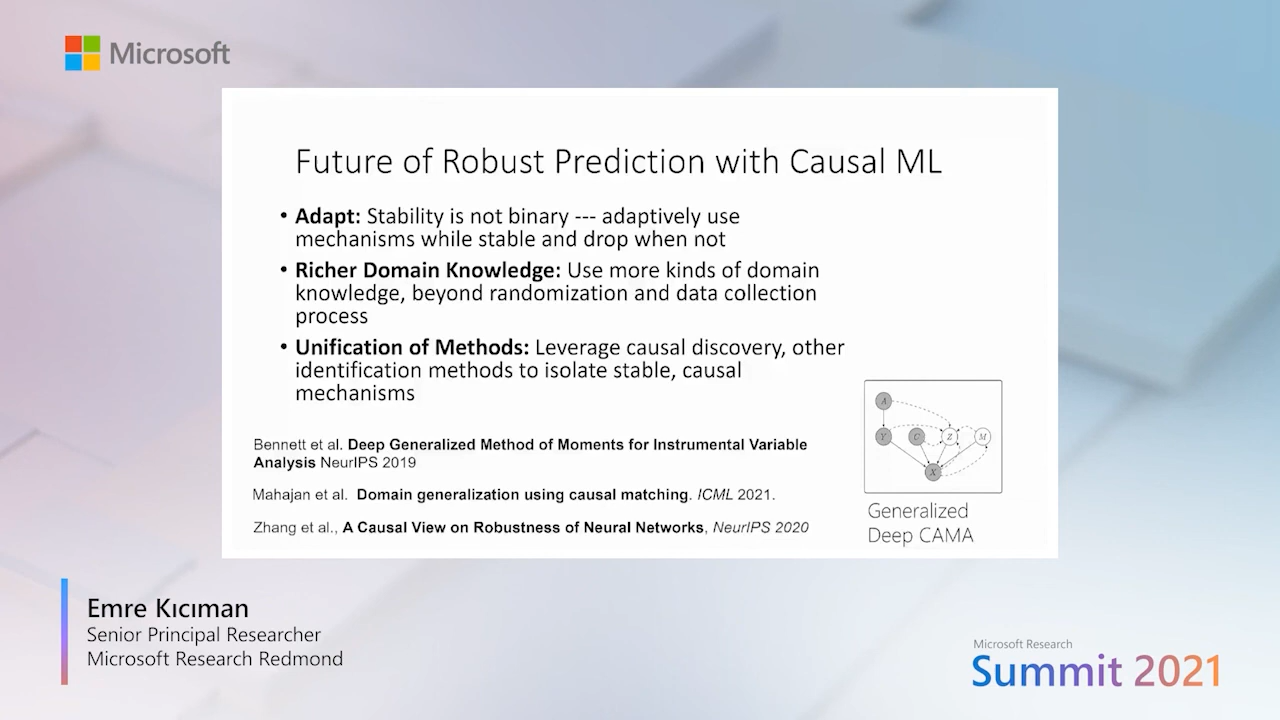 Microsoft
Future of Robust Prediction with Causal ML
• Adapt: Stability is not binary --- adaptively use
mechanisms while stable and drop when not
• Richer Domain Knowledge: Use more kinds of domain
knowledge, beyond randomization and data collection
process
• Unification of Methods: Leverage causal discovery, other
identification methods to isolate stable, causal
mechanisms
Bennett et al. Deep Generalized Method of Moments for Instrumental Variable
Analysis NeurIPS 2019
Mahajan et al. Domain generalization using causal matching. ICML 2021.
Zhang et al., A Causal View on Robustness of Neural Networks, NeurIPS 2020
A
Y C Z M
X
Generalized
Deep CAMA
Emre Kıcıman
Senior Principal Researcher
Microsoft Research Redmond
Microsoft Research
Summit 2021